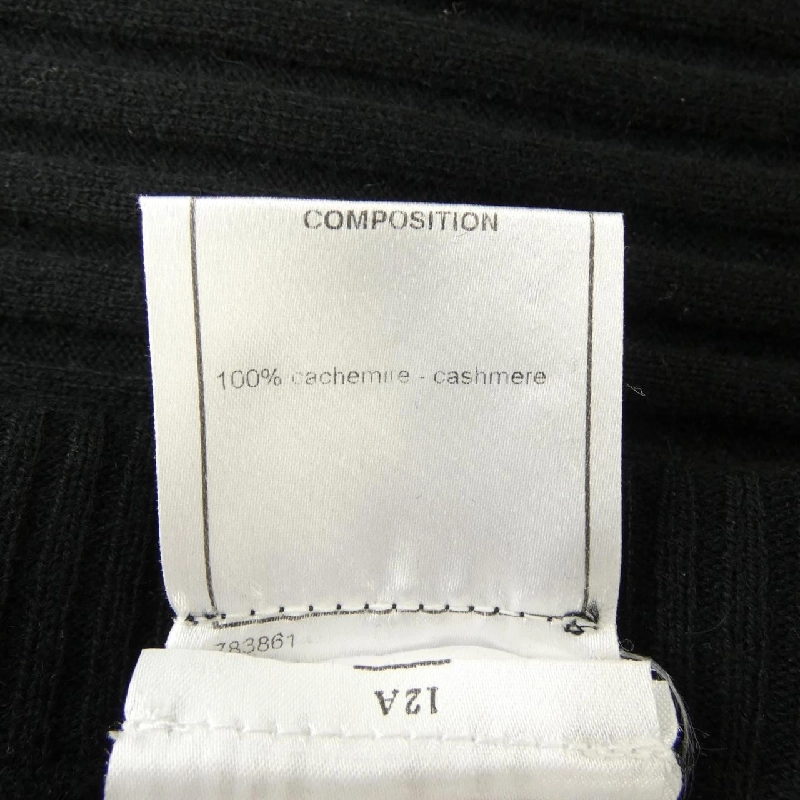 COMPOSITION
100% cachemire - cashmere
783861
12A